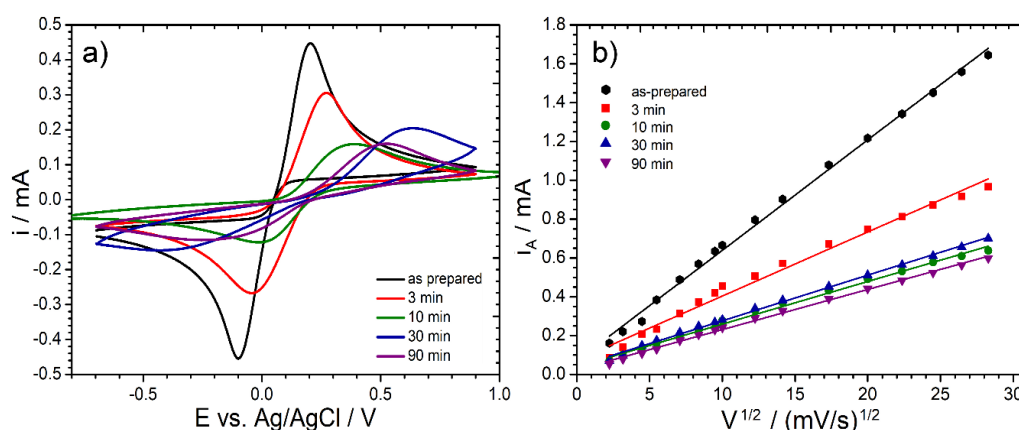 a)
0.5
0.4
0.3
0.2
0.1
0.0
-0.1
-0.2
-0.3
-0.4
-0.5
i / mA
as prepared
3 min
10 min
30 min
90 min
-0.5 0.0 0.5 1.0
E vs. Ag/AgCl / V
b)
1.8
1.6
1.4
1.2
1.0
0.8
0.6
0.4
0.2
0.0
I_A / mA
as-prepared
3 min
10 min
30 min
90 min
0 5 10 15 20 25 30
V^1/2 / (mV/s)^1/2